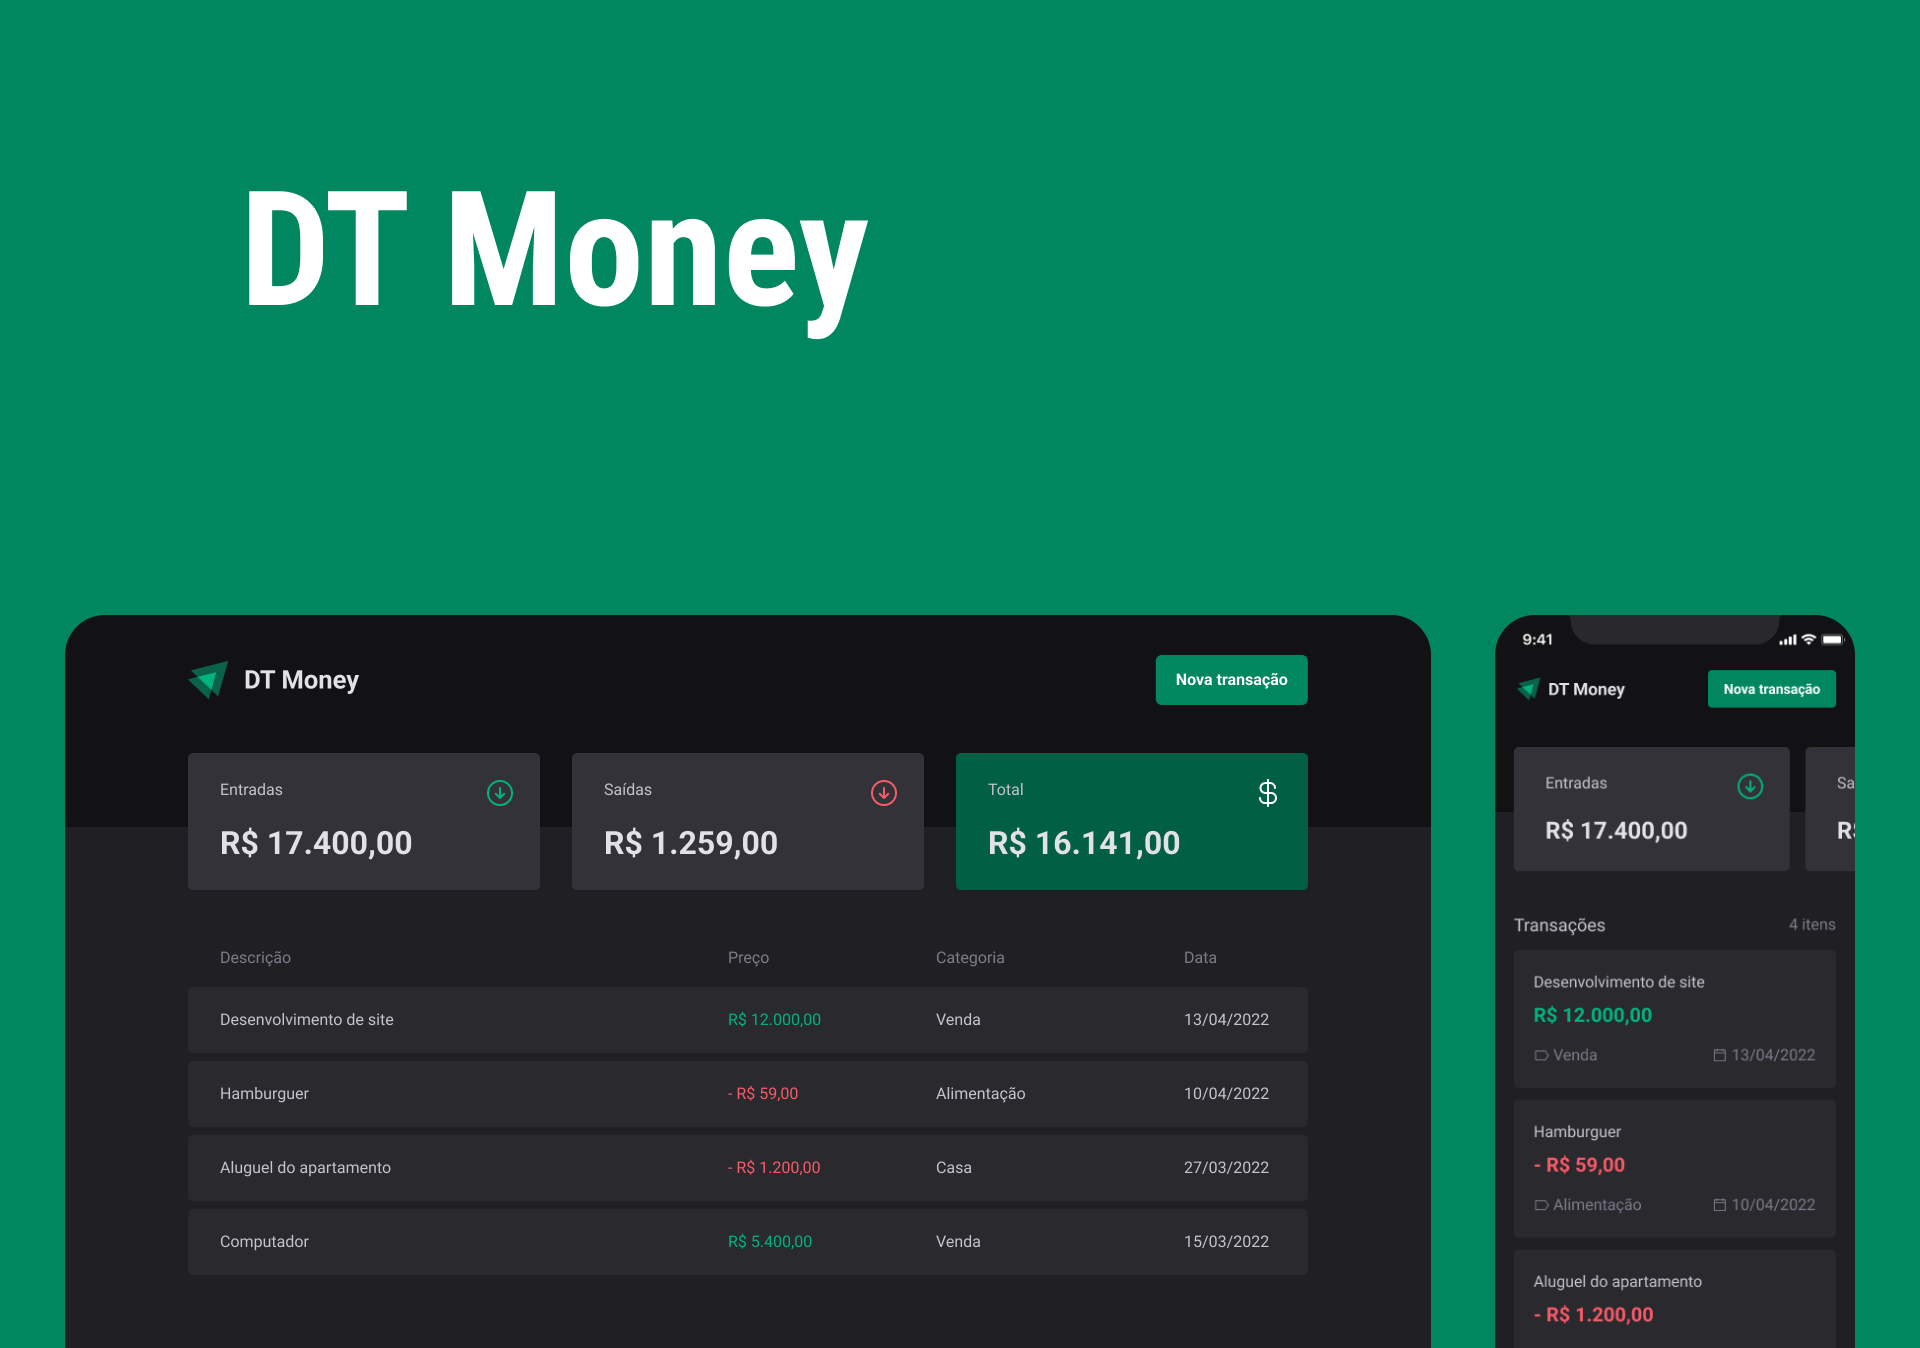 DT Money
DT Money
Nova transação
Entradas
R$ 17.400,00
Saídas
R$ 1.259,00
Total
$
R$ 16.141,00
Descrição Preço Categoria Data
Desenvolvimento de site R$ 12.000,00 Venda 13/04/2022
Hamburguer - R$ 59,00 Alimentação 10/04/2022
Aluguel do apartamento - R$ 1.200,00 Casa 27/03/2022
Computador R$ 5.400,00 Venda 15/03/2022
9:41
DT Money
Nova transação
Entradas
R$ 17.400,00
Sa
R$
Transações 4 itens
Desenvolvimento de site
R$ 12.000,00
Venda 13/04/2022
Hamburguer
- R$ 59,00
Alimentação 10/04/2022
Aluguel do apartamento
- R$ 1.200,00